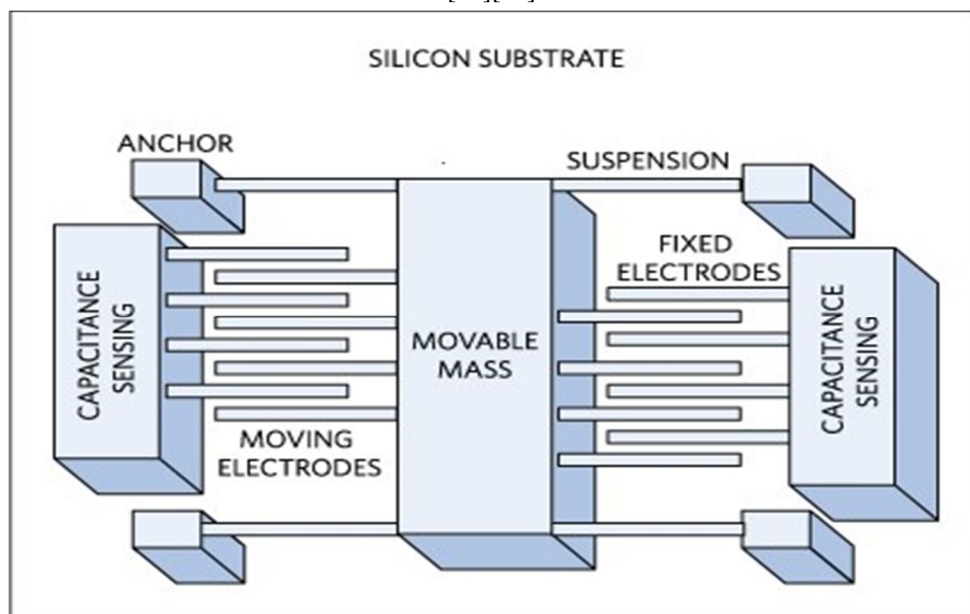 SILICON SUBSTRATE
ANCHOR
SUSPENSION
FIXED
ELECTRODES
CAPACITANCE
SENSING
MOVABLE
MASS
CAPACITANCE
SENSING
MOVING
ELECTRODES